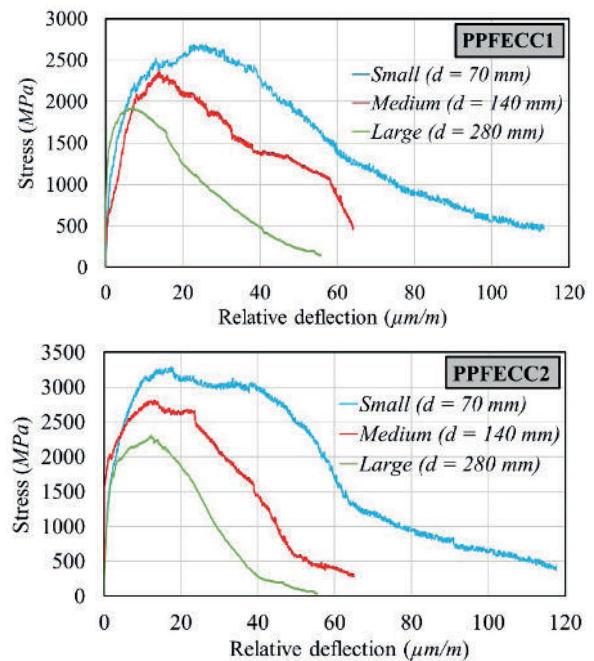 PPFECC1
3000
2500
2000
1500
1000
500
0
Stress (MPa)
Small (d = 70 mm)
Medium (d = 140 mm)
Large (d = 280 mm)
0 20 40 60 80 100 120
Relative deflection (µm/m)
PPFECC2
3500
3000
2500
2000
1500
1000
500
0
Stress (MPa)
Small (d = 70 mm)
Medium (d = 140 mm)
Large (d = 280 mm)
0 20 40 60 80 100 120
Relative deflection (µm/m)